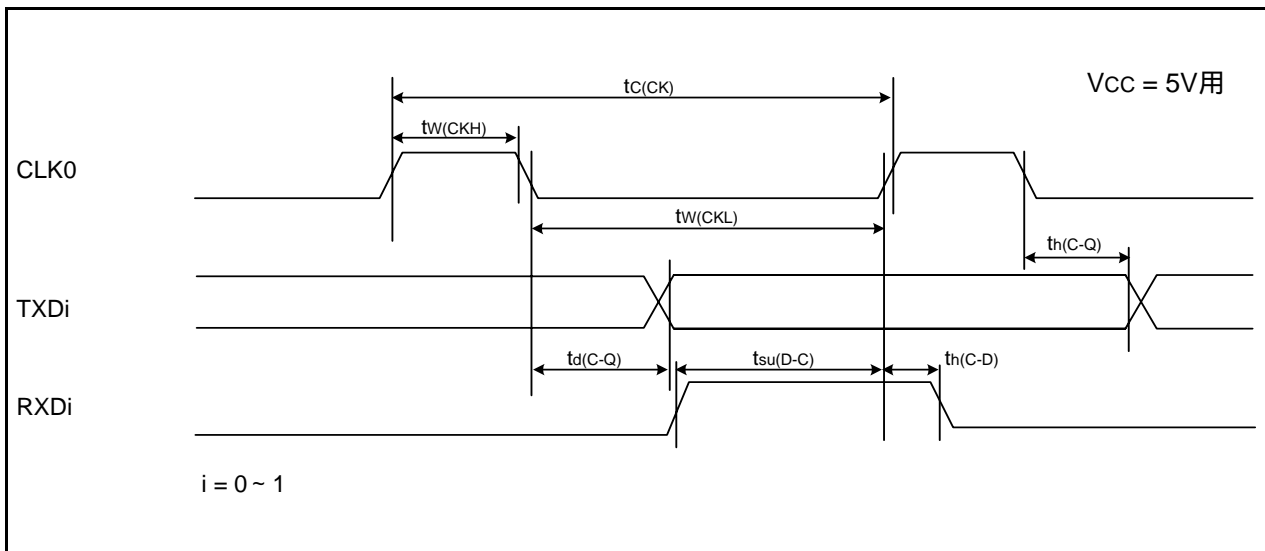 VCC = 5V用
tC(CK)
tW(CKH)
CLK0
tW(CKL)
th(C-Q)
TXDi
td(C-Q)
tsu(D-C)
th(C-D)
RXDi
i = 0 ~ 1